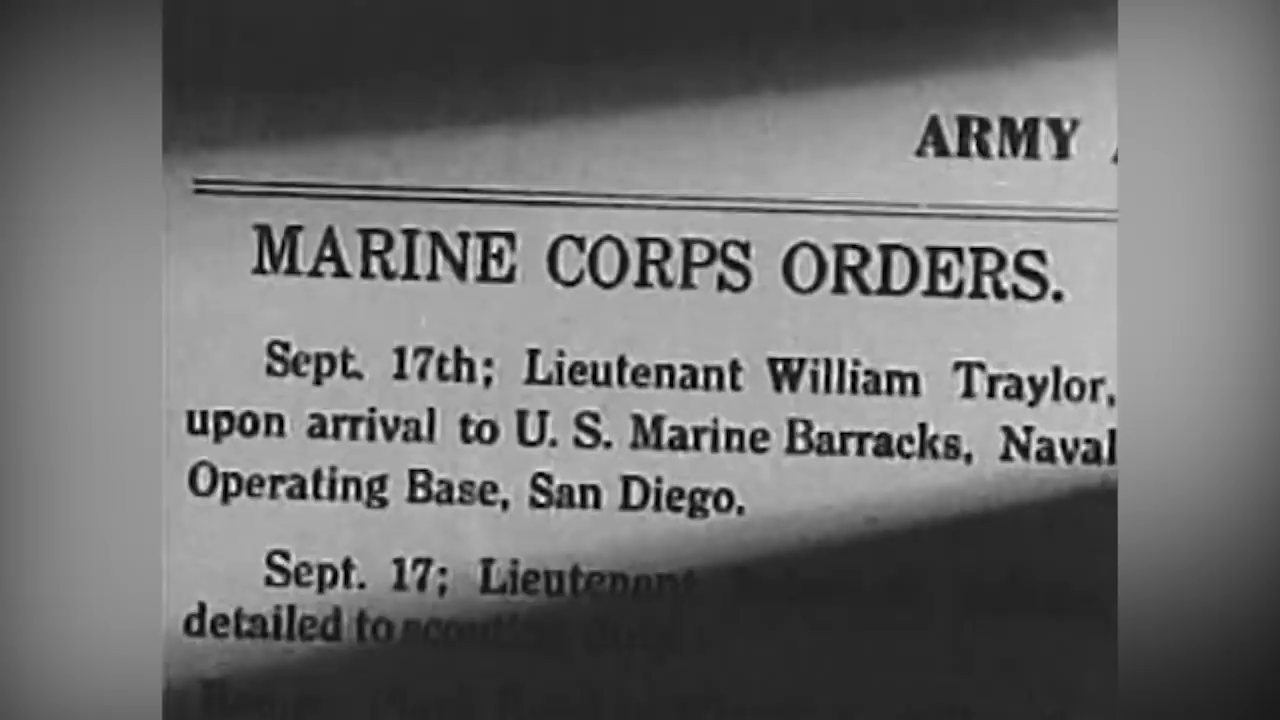 ARMY
MARINE CORPS ORDERS.
Sept. 17th; Lieutenant William Traylor,
upon arrival to U. S. Marine Barracks, Naval
Operating Base, San Diego.
Sept. 17; Lieutenant
detailed to scouting